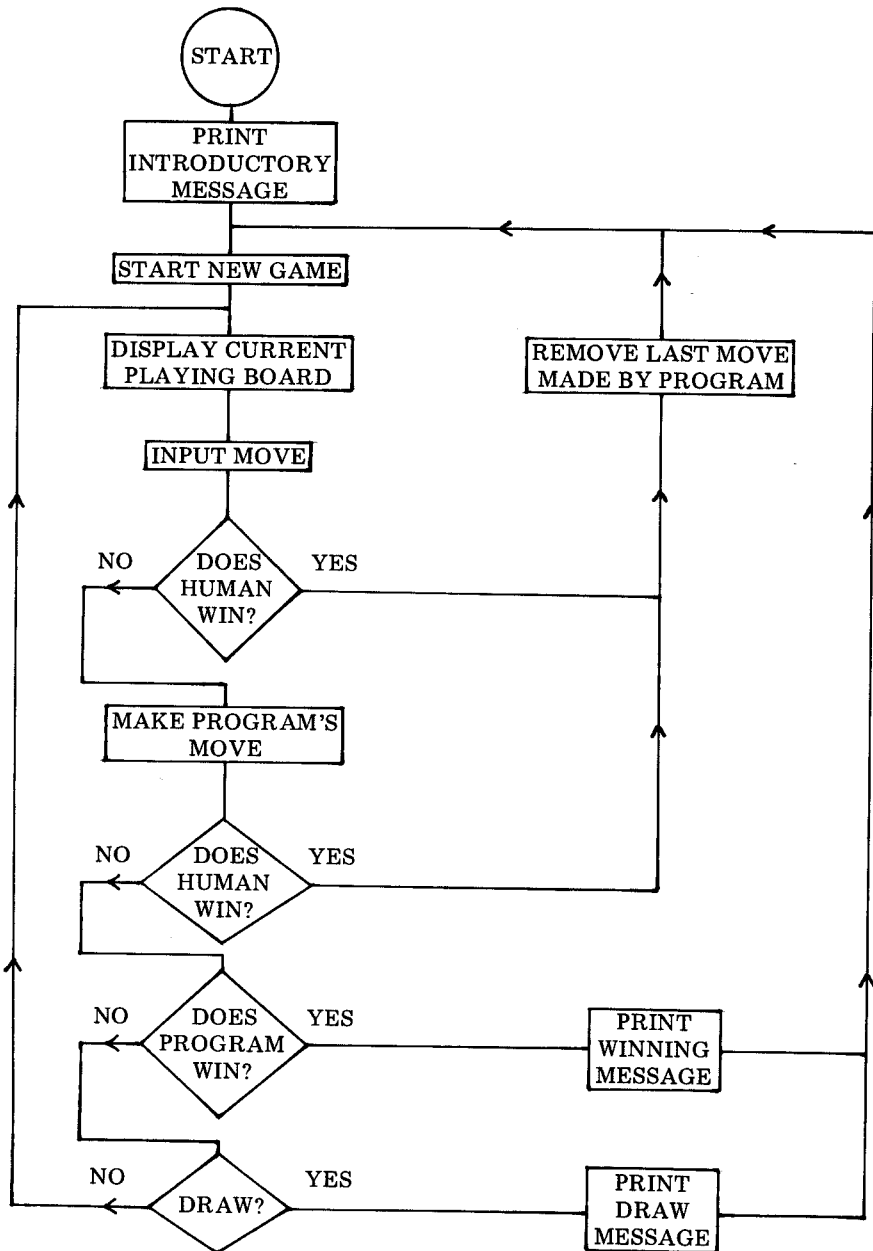 START
PRINT
INTRODUCTORY
MESSAGE
START NEW GAME
DISPLAY CURRENT
PLAYING BOARD
REMOVE LAST MOVE
MADE BY PROGRAM
INPUT MOVE
NO
DOES
HUMAN
WIN?
YES
MAKE PROGRAM'S
MOVE
NO
DOES
HUMAN
WIN?
YES
NO
DOES
PROGRAM
WIN?
YES
PRINT
WINNING
MESSAGE
NO
DRAW?
YES
PRINT
DRAW
MESSAGE